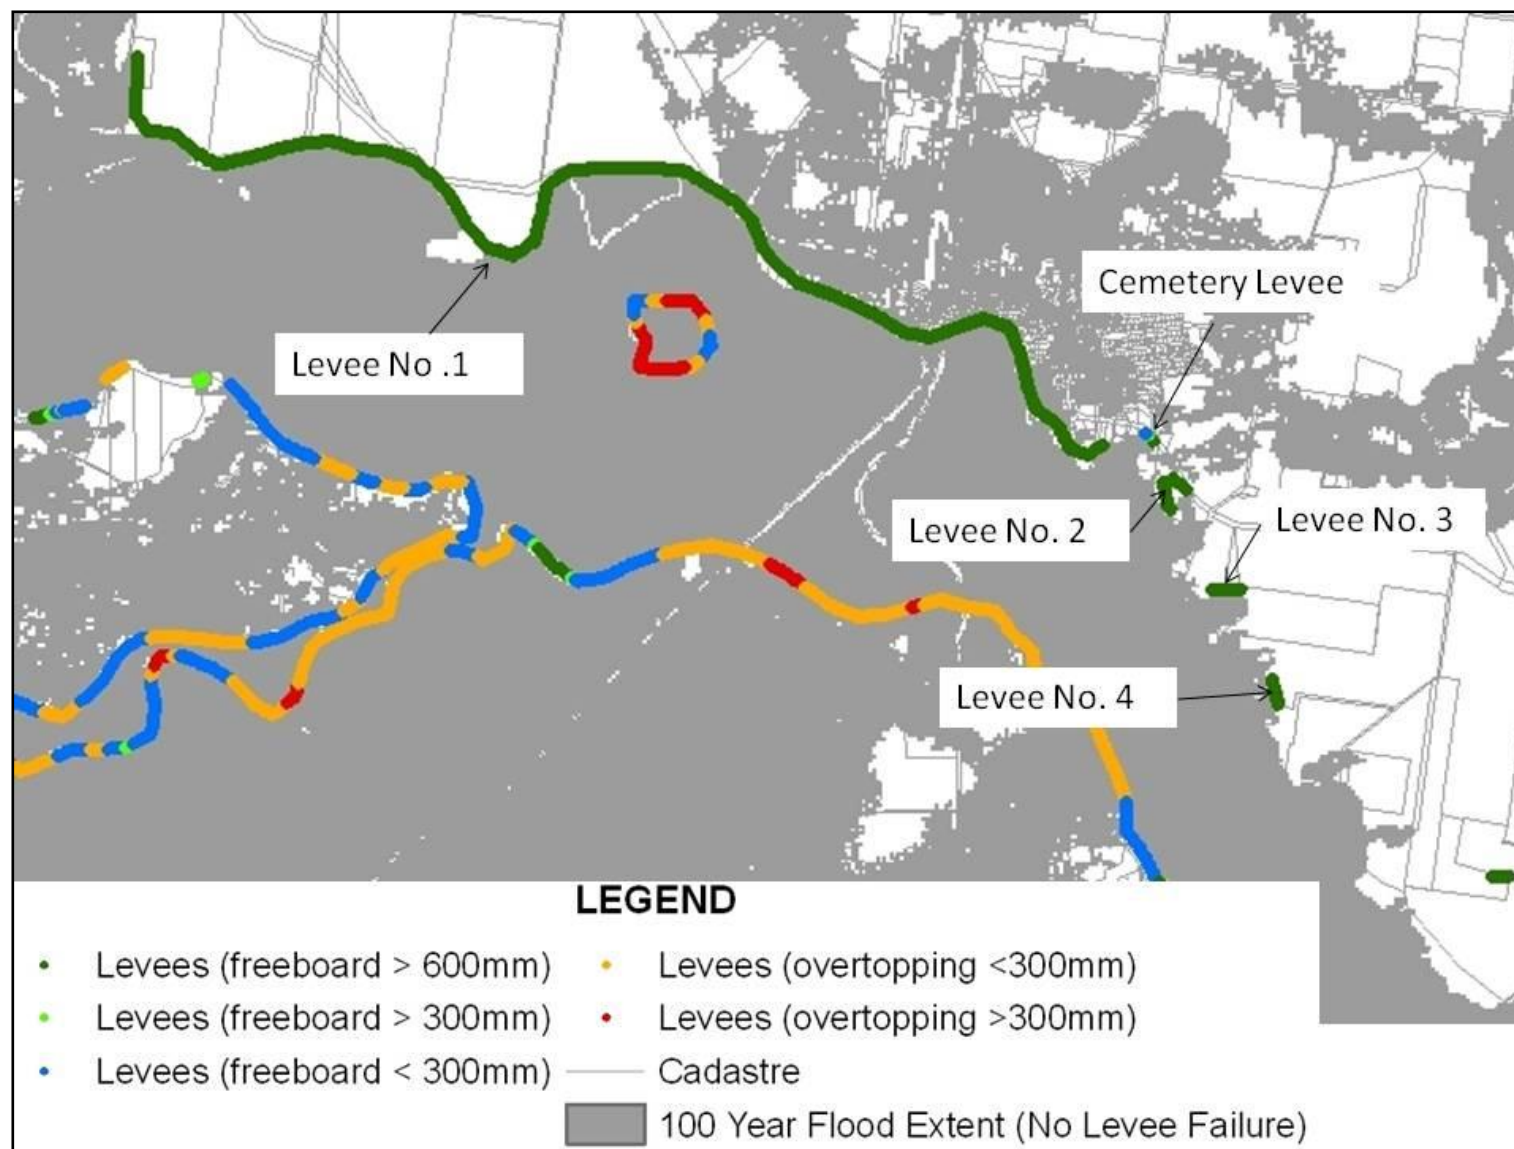 Cemetery Levee
Levee No .1
Levee No. 2
Levee No. 3
Levee No. 4
LEGEND
Levees (freeboard > 600mm)
Levees (freeboard > 300mm)
Levees (freeboard < 300mm)
Levees (overtopping <300mm)
Levees (overtopping >300mm)
Cadastre
100 Year Flood Extent (No Levee Failure)